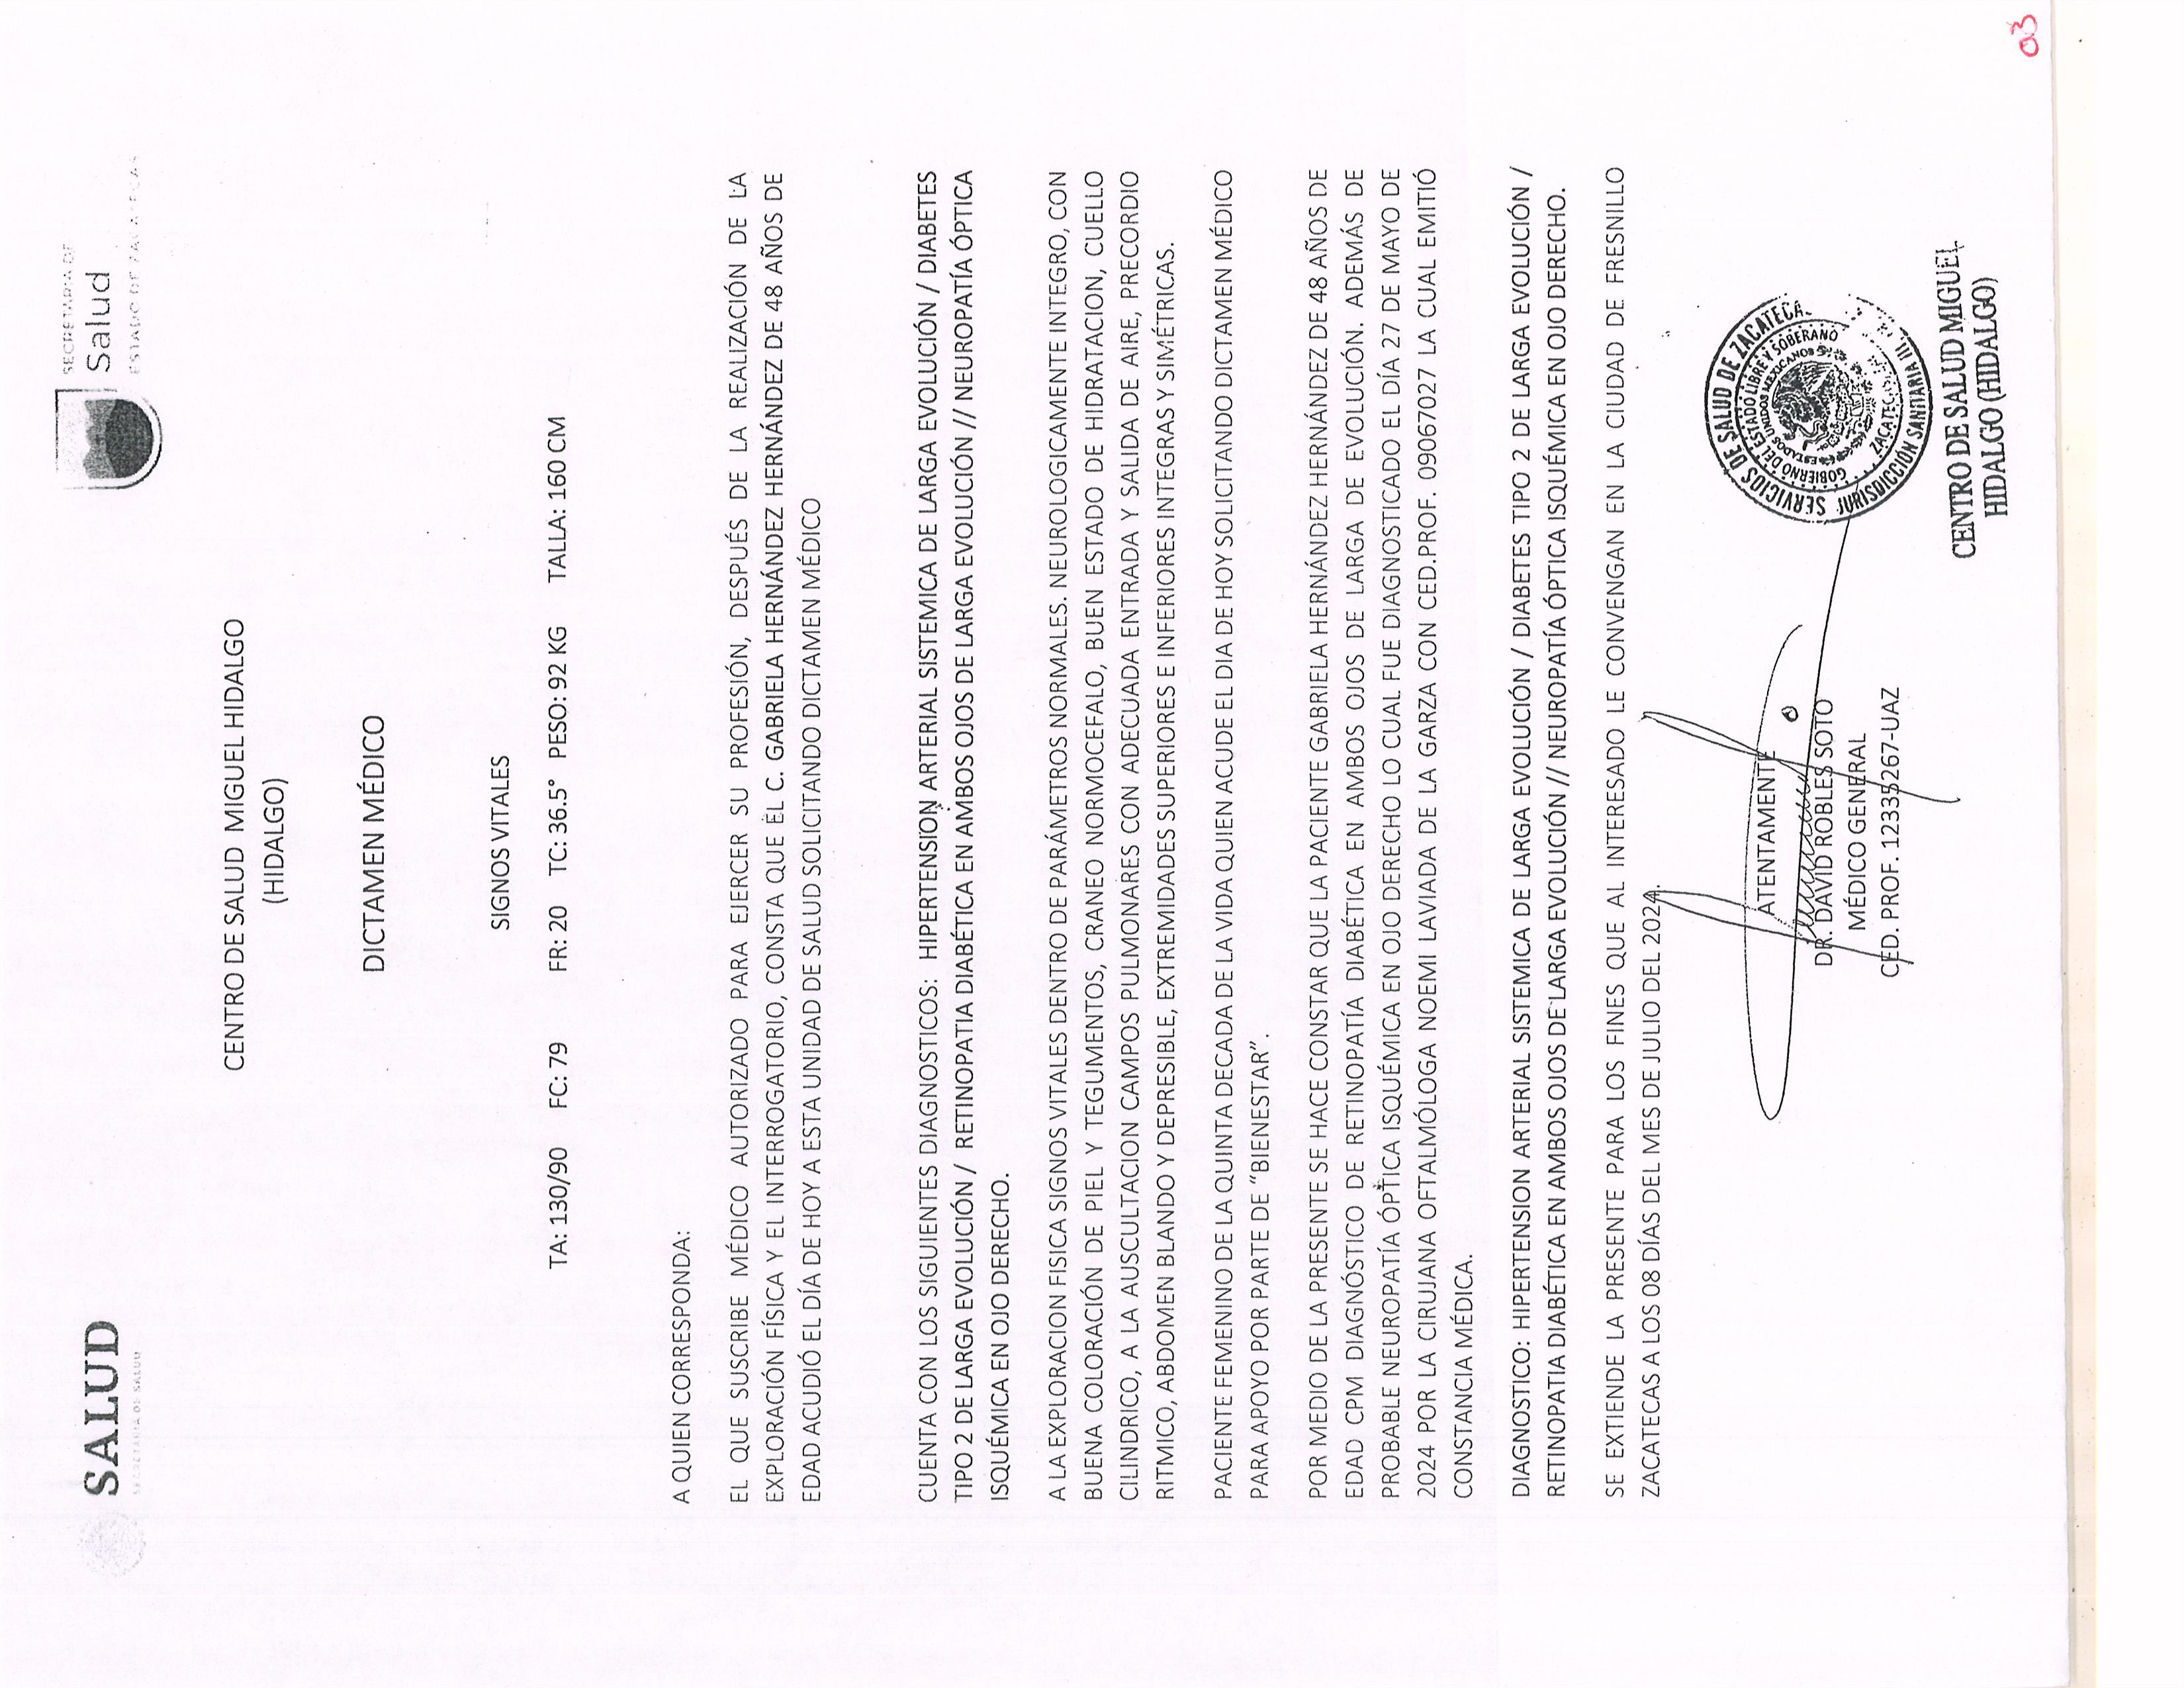 SALUD
SECRETARÍA DE SALUD
SECRETARÍA DE
Salud
ESTADO DE ZACATECAS
CENTRO DE SALUD MIGUEL HIDALGO
(HIDALGO)
DICTAMEN MÉDICO
SIGNOS VITALES
TA: 130/90 FC: 79 FR: 20 TC: 36.5° PESO: 92 KG TALLA: 160 CM
A QUIEN CORRESPONDA:
EL QUE SUSCRIBE MÉDICO AUTORIZADO PARA EJERCER SU PROFESIÓN, DESPUÉS DE LA REALIZACIÓN DE LA
EXPLORACIÓN FÍSICA Y EL INTERROGATORIO, CONSTA QUE EL C. GABRIELA HERNÁNDEZ HERNÁNDEZ DE 48 AÑOS DE
EDAD ACUDIÓ EL DÍA DE HOY A ESTA UNIDAD DE SALUD SOLICITANDO DICTAMEN MÉDICO
CUENTA CON LOS SIGUIENTES DIAGNOSTICOS: HIPERTENSION ARTERIAL SISTEMICA DE LARGA EVOLUCIÓN / DIABETES
TIPO 2 DE LARGA EVOLUCIÓN / RETINOPATIA DIABÉTICA EN AMBOS OJOS DE LARGA EVOLUCIÓN // NEUROPATÍA ÓPTICA
ISQUÉMICA EN OJO DERECHO.
A LA EXPLORACION FISICA SIGNOS VITALES DENTRO DE PARÁMETROS NORMALES. NEUROLOGICAMENTE INTEGRO, CON
BUENA COLORACIÓN DE PIEL Y TEGUMENTOS, CRANEO NORMOCEFALO, BUEN ESTADO DE HIDRATACION, CUELLO
CILINDRICO, A LA AUSCULTACION CAMPOS PULMONARES CON ADECUADA ENTRADA Y SALIDA DE AIRE, PRECORDIO
RITMICO, ABDOMEN BLANDO Y DEPRESIBLE, EXTREMIDADES SUPERIORES E INFERIORES INTEGRAS Y SIMÉTRICAS.
PACIENTE FEMENINO DE LA QUINTA DECADA DE LA VIDA QUIEN ACUDE EL DIA DE HOY SOLICITANDO DICTAMEN MÉDICO
PARA APOYO POR PARTE DE "BIENESTAR".
POR MEDIO DE LA PRESENTE SE HACE CONSTAR QUE LA PACIENTE GABRIELA HERNÁNDEZ HERNÁNDEZ DE 48 AÑOS DE
EDAD CPM DIAGNÓSTICO DE RETINOPATÍA DIABÉTICA EN AMBOS OJOS DE LARGA DE EVOLUCIÓN. ADEMÁS DE
PROBABLE NEUROPATÍA ÓPTICA ISQUÉMICA EN OJO DERECHO LO CUAL FUE DIAGNOSTICADO EL DÍA 27 DE MAYO DE
2024 POR LA CIRUJANA OFTALMÓLOGA NOEMI LAVIADA DE LA GARZA CON CED.PROF. 090670​27 LA CUAL EMITIÓ
CONSTANCIA MÉDICA.
DIAGNOSTICO: HIPERTENSION ARTERIAL SISTEMICA DE LARGA EVOLUCIÓN / DIABETES TIPO 2 DE LARGA EVOLUCIÓN /
RETINOPATIA DIABÉTICA EN AMBOS OJOS DE LARGA EVOLUCIÓN // NEUROPATÍA ÓPTICA ISQUÉMICA EN OJO DERECHO.
SE EXTIENDE LA PRESENTE PARA LOS FINES QUE AL INTERESADO LE CONVENGAN EN LA CIUDAD DE FRESNILLO
ZACATECAS A LOS 08 DÍAS DEL MES DE JULIO DEL 2024.
ATENTAMENTE
DR. DAVID ROBLES SOTO
MÉDICO GENERAL
CED. PROF. 12335267-UAZ
SERVICIOS DE SALUD DE ZACATECAS
GOBIERNO DEL ESTADO LIBRE Y SOBERANO
ESTADOS UNIDOS MEXICANOS
ZACATECAS
JURISDICCIÓN SANITARIA III
CENTRO DE SALUD MIGUEL
HIDALGO (HIDALGO)
03